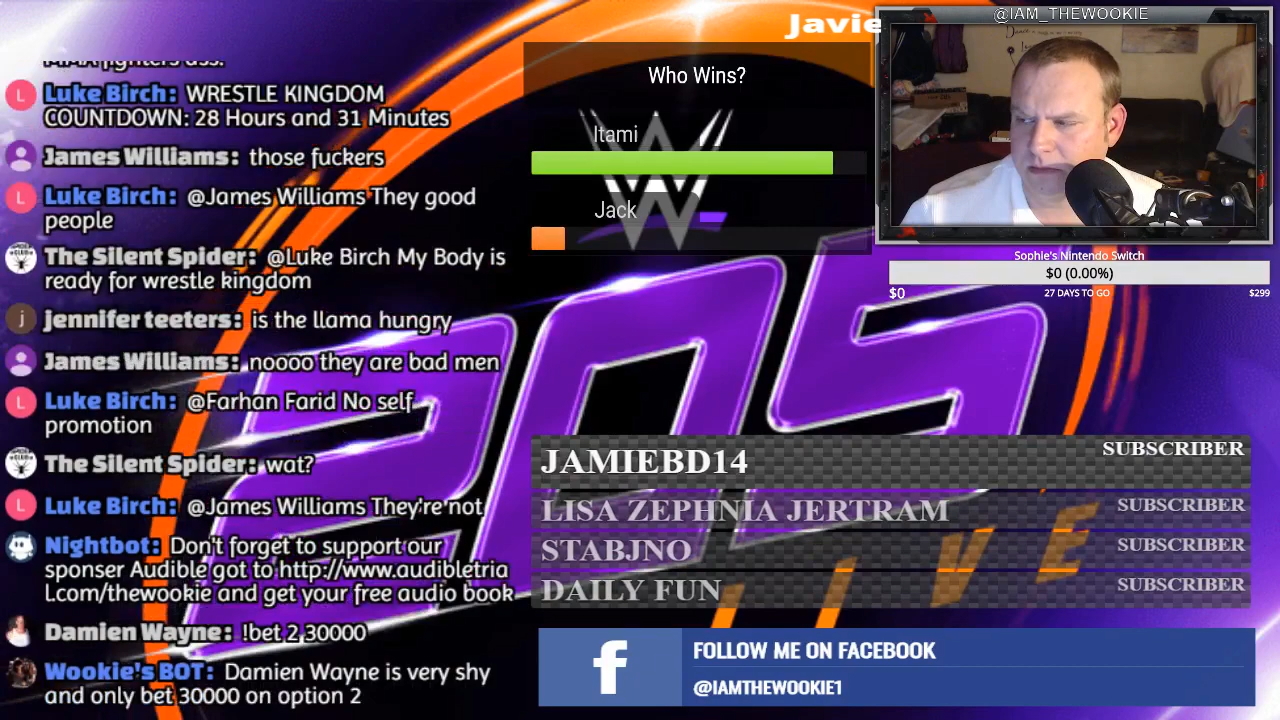 MMA fighters ass.
Luke Birch: WRESTLE KINGDOM
COUNTDOWN: 28 Hours and 31 Minutes
James Williams: those fuckers
Luke Birch: @James Williams They good
people
The Silent Spider: @Luke Birch My Body is
ready for wrestle kingdom
jennifer teeters: is the llama hungry
James Williams: noooo they are bad men
Luke Birch: @Farhan Farid No self
promotion
The Silent Spider: wat?
Luke Birch: @James Williams They're not
Nightbot: Don't forget to support our
sponser Audible got to http://www.audibletria
l.com/thewookie and get your free audio book
Damien Wayne: !bet 2 30000
Wookie's BOT: Damien Wayne is very shy
and only bet 30000 on option 2
Javie
Who Wins?
Itami
Jack
@IAM_THEWOOKIE
Sophie's Nintendo Switch
$0 (0.00%)
$0 27 DAYS TO GO $299
205
LIVE
JAMIEBD14 SUBSCRIBER
LISA ZEPHNIA JERTRAM SUBSCRIBER
STABJNO SUBSCRIBER
DAILY FUN SUBSCRIBER
f
FOLLOW ME ON FACEBOOK
@IAMTHEWOOKIE1